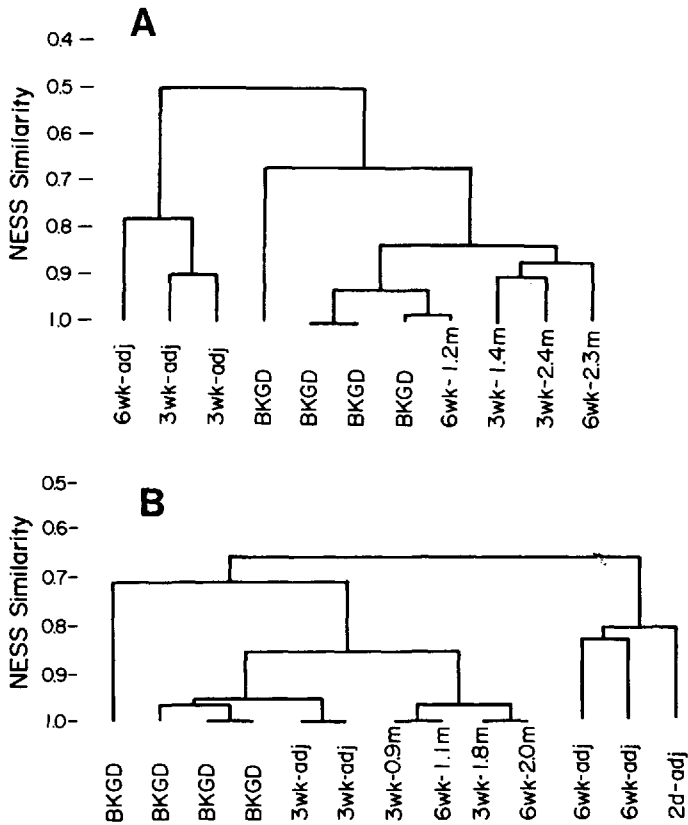 A
0.4
0.5
0.6
0.7
0.8
0.9
1.0
NESS Similarity
6wk-adj
3wk-adj
3wk-adj
BKGD
BKGD
BKGD
BKGD
6wk-1.2m
3wk-1.4m
3wk-2.4m
6wk-2.3m
B
0.5
0.6
0.7
0.8
0.9
1.0
NESS Similarity
BKGD
BKGD
BKGD
BKGD
3wk-adj
3wk-adj
3wk-0.9m
6wk-1.1m
3wk-1.8m
6wk-2.0m
6wk-adj
6wk-adj
2d-adj